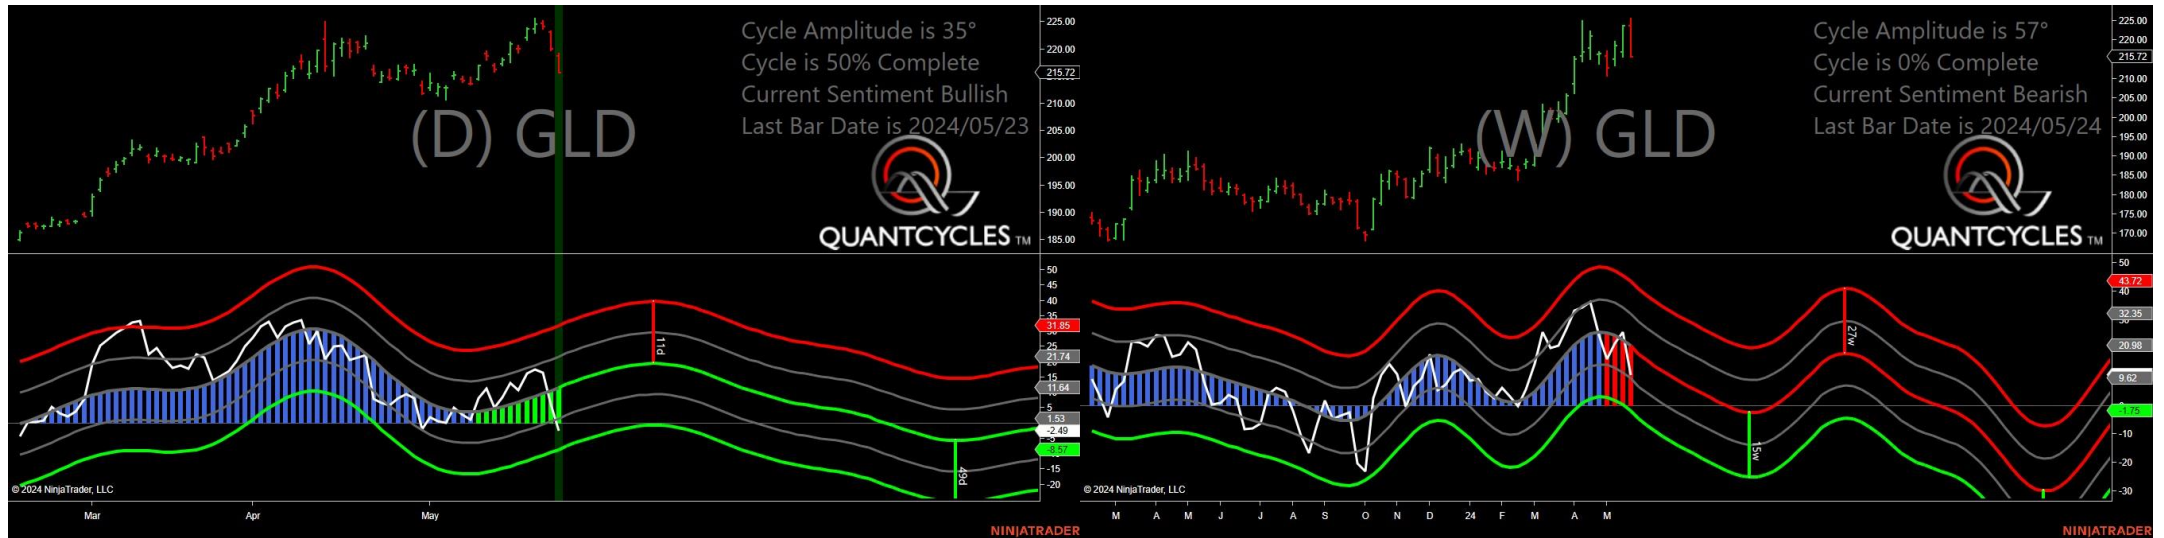 Cycle Amplitude is 35°
Cycle is 50% Complete
Current Sentiment Bullish
Last Bar Date is 2024/05/23
(D) GLD
QUANTCYCLES TM
225.00
220.00
215.72
210.00
205.00
200.00
195.00
190.00
185.00
50
45
40
35
31.85
25
21.74
15
11.64
5
1.53
-2.49
-8.57
-15
-20
11d
49d
© 2024 NinjaTrader, LLC
Mar Apr May
NINJATRADER
Cycle Amplitude is 57°
Cycle is 0% Complete
Current Sentiment Bearish
Last Bar Date is 2024/05/24
(W) GLD
QUANTCYCLES TM
225.00
220.00
215.72
210.00
205.00
200.00
195.00
190.00
185.00
180.00
175.00
170.00
50
43.72
40
32.35
20.98
9.62
-1.75
-10
-20
-30
27w
15w
© 2024 NinjaTrader, LLC
M A M J J A S O N D 24 F M A M
NINJATRADER